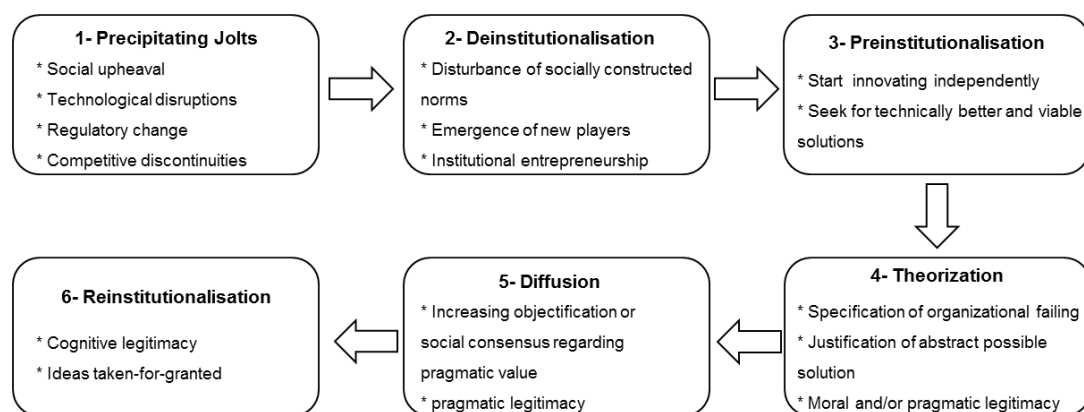 1- Precipitating Jolts
* Social upheaval
* Technological disruptions
* Regulatory change
* Competitive discontinuities
2- Deinstitutionalisation
* Disturbance of socially constructed
norms
* Emergence of new players
* Institutional entrepreneurship
3- Preinstitutionalisation
* Start innovating independently
* Seek for technically better and viable
solutions
4- Theorization
* Specification of organizational failing
* Justification of abstract possible
solution
* Moral and/or pragmatic legitimacy
5- Diffusion
* Increasing objectification or
social consensus regarding
pragmatic value
* pragmatic legitimacy
6- Reinstitutionalisation
* Cognitive legitimacy
* Ideas taken-for-granted